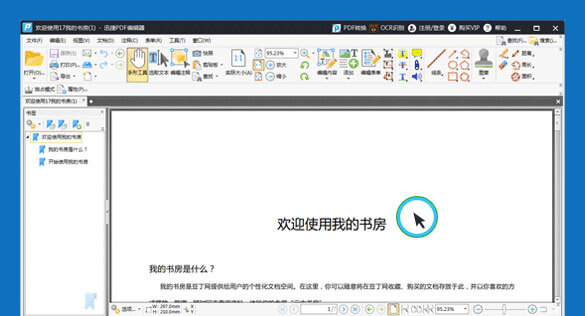 欢迎使用17我的书房(1) - 迅捷PDF编辑器
PDF转换 OCR识别 注册/登录 购买VIP 帮助
文件(F) 编辑(E) 视图(V) 文档(D) 注释(C) 表单(R) 工具(T) 窗口(W) 查找(F)... 搜索(S)...
打开(O)... 保存(S) 打印(P)... 导出 手形工具 选取文本 编辑注释 快照 剪贴板 查找 实际大小(A) 95.23% 放大 缩小 编辑内容 添加 编辑表单 线条 图章 距离 周长 面积
独占模式 属性(P)...
欢迎使用17我的书房(1)
书签
欢迎使用我的书房
我的书房是什么？
开始使用我的书房
欢迎使用我的书房
我的书房是什么？
我的书房是豆丁网提供给用户的个性化文档空间，在这里，你可以随意将在豆丁网收藏、购买的文档存放于此，并以你喜欢的方
选项... W: 297.0mm H: 210.0mm X: Y: 1/ 95.23%